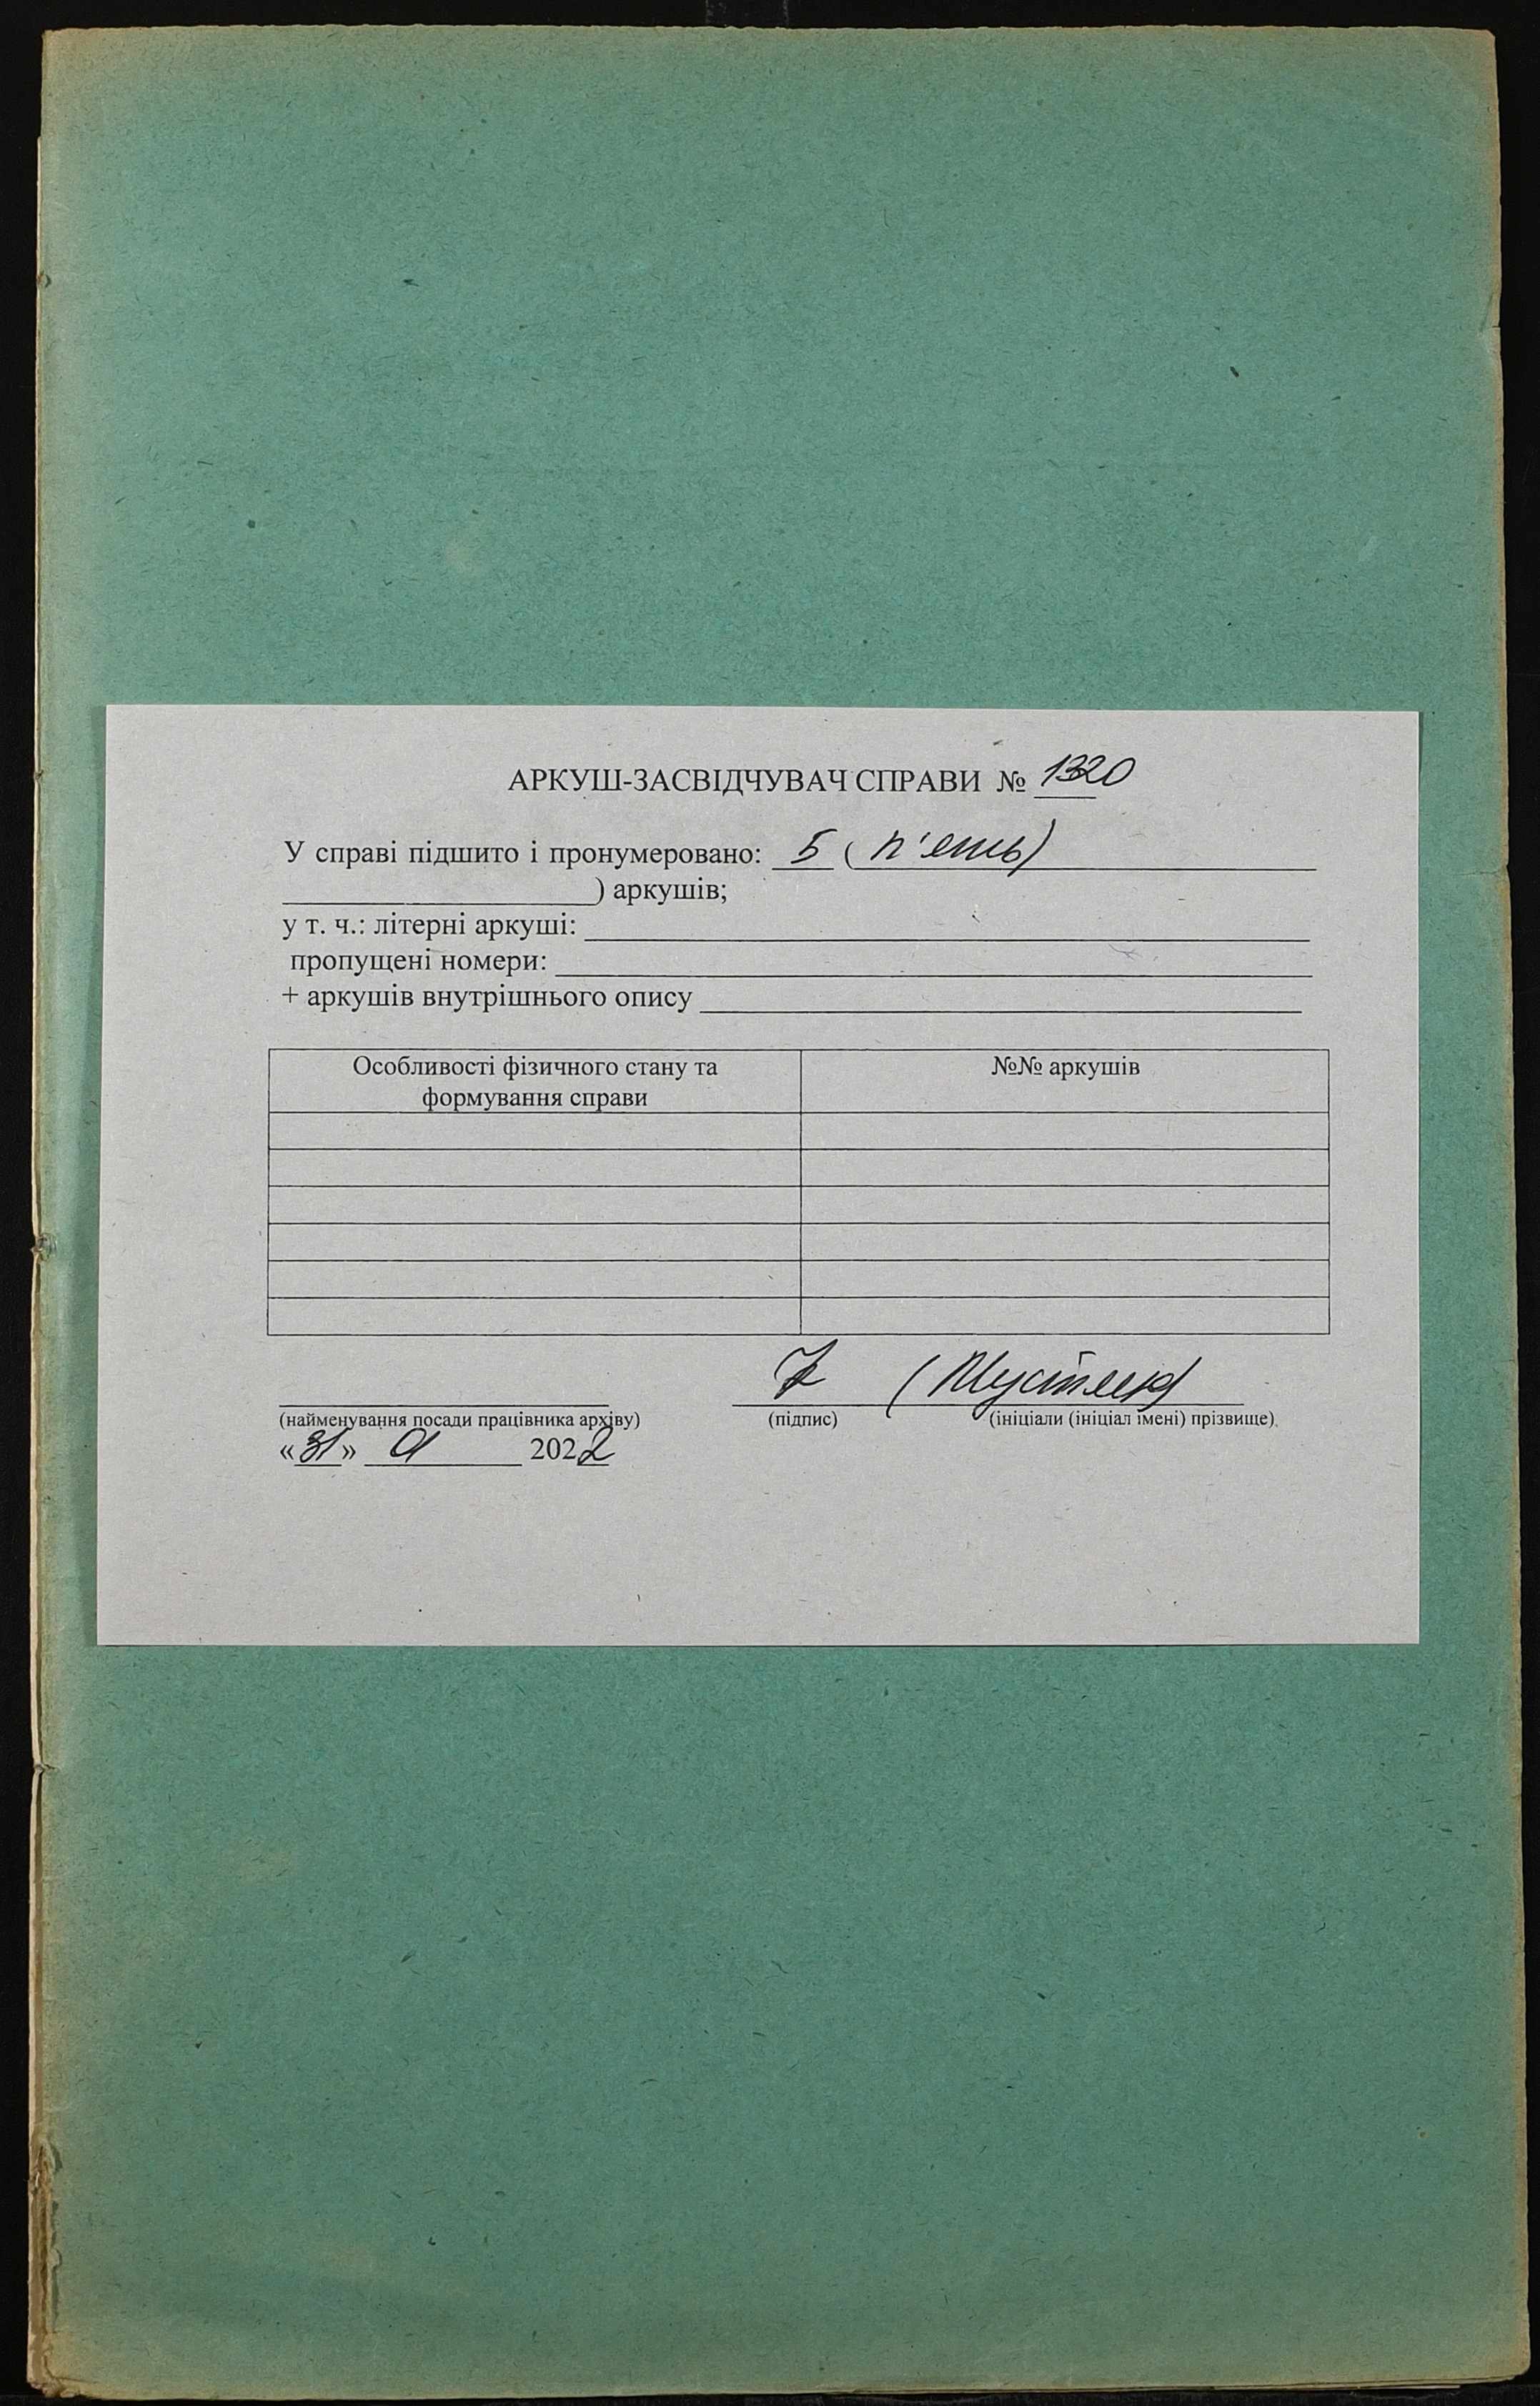 АРКУШ-ЗАСВІДЧУВАЧ СПРАВИ № 1320
У справі підшито і пронумеровано: 5 ( п'ять)
) аркушів;
у т. ч.: літерні аркуші:
пропущені номери:
+ аркушів внутрішнього опису
Особливості фізичного стану та формування справи
№№ аркушів
(найменування посади працівника архіву)
(підпис)
(ініціали (ініціал імені) прізвище)
«31» 01 2022